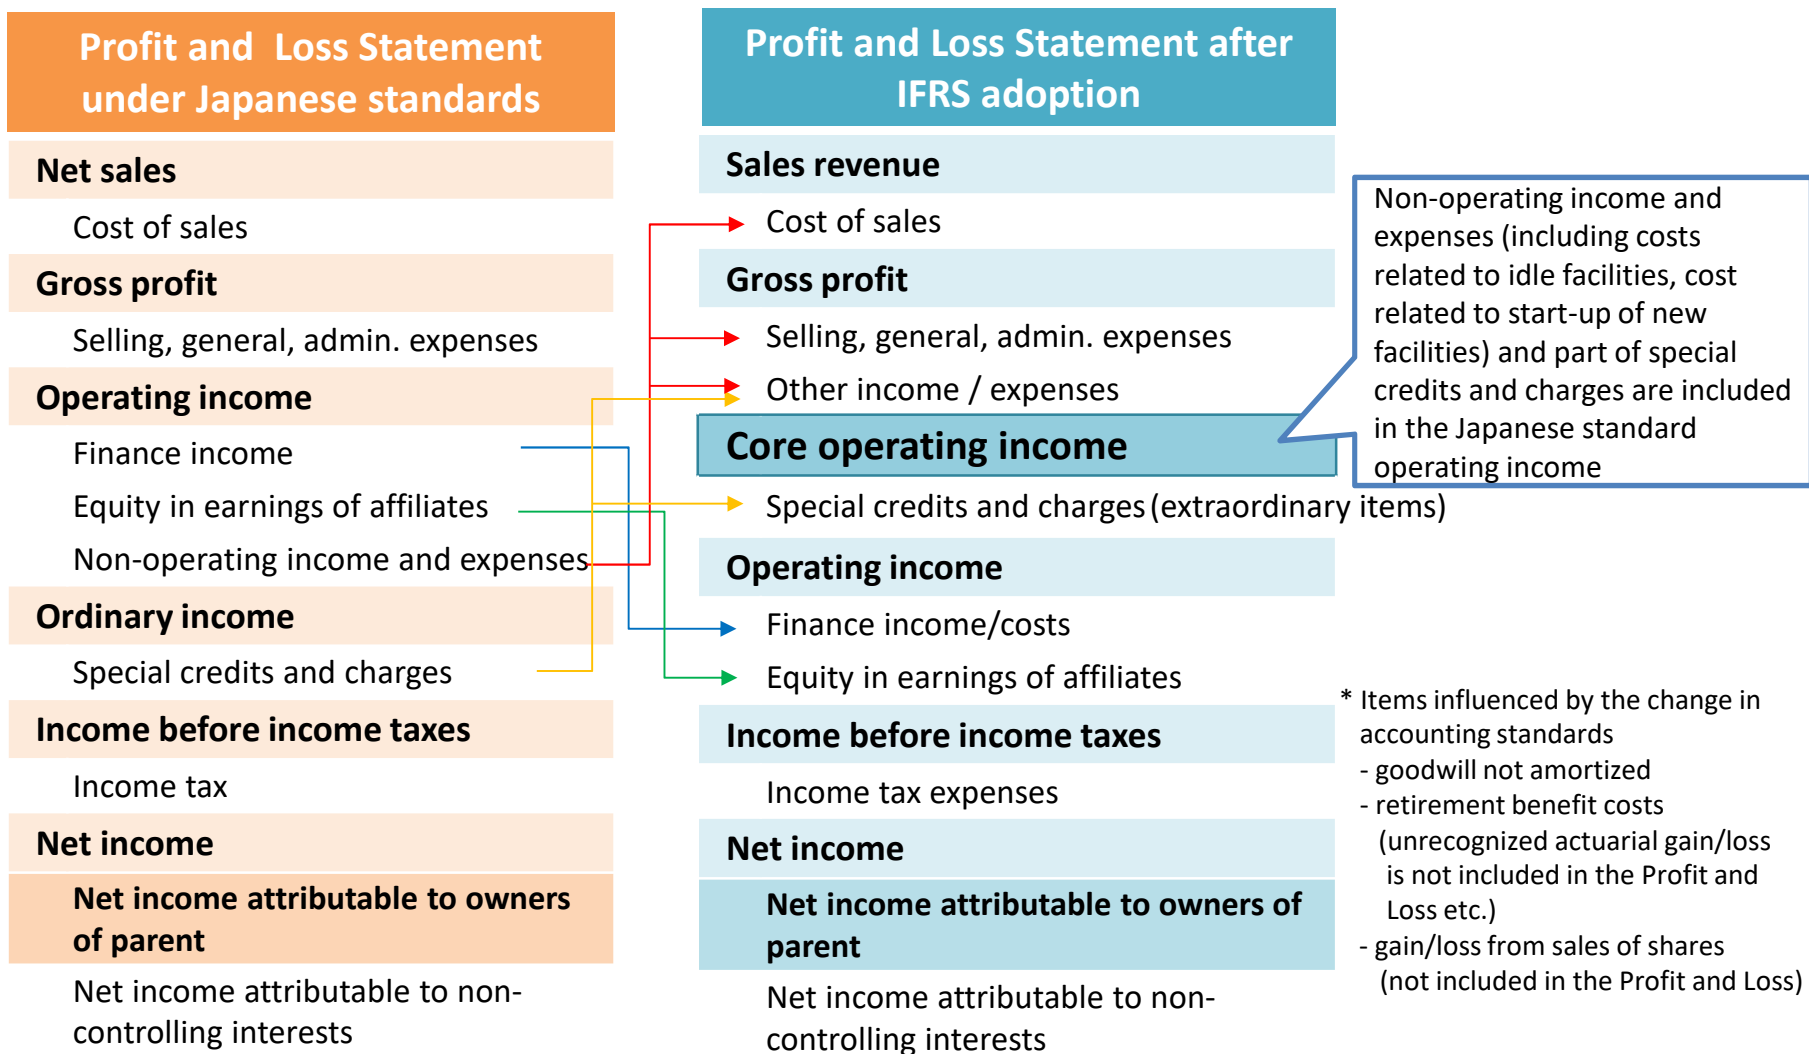 Profit and Loss Statement
under Japanese standards
Net sales
Cost of sales
Gross profit
Selling, general, admin. expenses
Operating income
Finance income
Equity in earnings of affiliates
Non-operating income and expenses
Ordinary income
Special credits and charges
Income before income taxes
Income tax
Net income
Net income attributable to owners
of parent
Net income attributable to non-
controlling interests
Profit and Loss Statement after
IFRS adoption
Sales revenue
Cost of sales
Gross profit
Selling, general, admin. expenses
Other income / expenses
Core operating income
Special credits and charges (extraordinary items)
Operating income
Finance income/costs
Equity in earnings of affiliates
Income before income taxes
Income tax expenses
Net income
Net income attributable to owners of
parent
Net income attributable to non-
controlling interests
Non-operating income and
expenses (including costs
related to idle facilities, cost
related to start-up of new
facilities) and part of special
credits and charges are included
in the Japanese standard
operating income
* Items influenced by the change in
accounting standards
- goodwill not amortized
- retirement benefit costs
(unrecognized actuarial gain/loss
is not included in the Profit and
Loss etc.)
- gain/loss from sales of shares
(not included in the Profit and Loss)